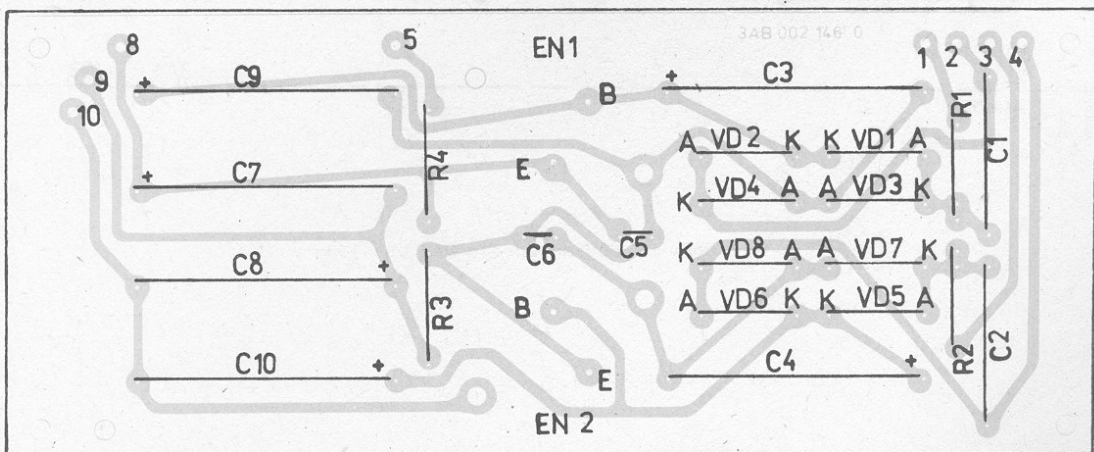 3AB 002 146 0
8 5 EN1 1 2 3 4
9 + C9 + C3
10 B R1
A VD2 K K VD1 A C1
+ C7 E R4
K VD4 A A VD3 K
C6 C5
K VD8 A A VD7 K
C8 + B R3
A VD6 K K VD5 A
C10 + E C4 + R2 C2
EN 2